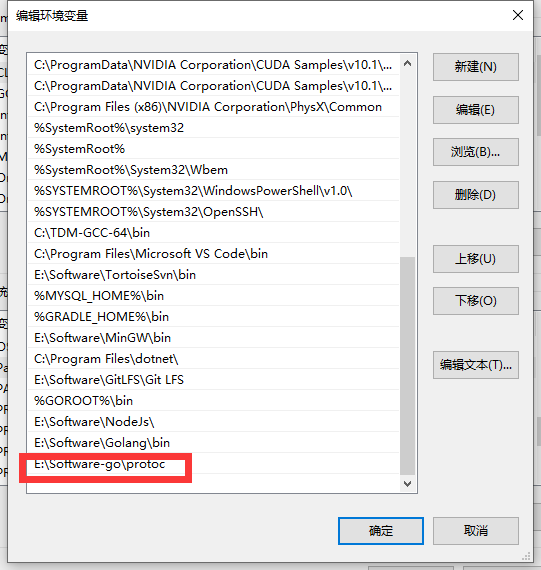 编辑环境变量
C:\ProgramData\NVIDIA Corporation\CUDA Samples\v10.1\...
C:\ProgramData\NVIDIA Corporation\CUDA Samples\v10.1\...
C:\Program Files (x86)\NVIDIA Corporation\PhysX\Common
%SystemRoot%\system32
%SystemRoot%
%SystemRoot%\System32\Wbem
%SYSTEMROOT%\System32\WindowsPowerShell\v1.0\
%SYSTEMROOT%\System32\OpenSSH\
C:\TDM-GCC-64\bin
C:\Program Files\Microsoft VS Code\bin
E:\Software\TortoiseSvn\bin
%MYSQL_HOME%\bin
%GRADLE_HOME%\bin
E:\Software\MinGW\bin
C:\Program Files\dotnet\
E:\Software\GitLFS\Git LFS
%GOROOT%\bin
E:\Software\NodeJs\
E:\Software\Golang\bin
E:\Software-go\protoc
新建(N)
编辑(E)
浏览(B)...
删除(D)
上移(U)
下移(O)
编辑文本(T)...
确定
取消